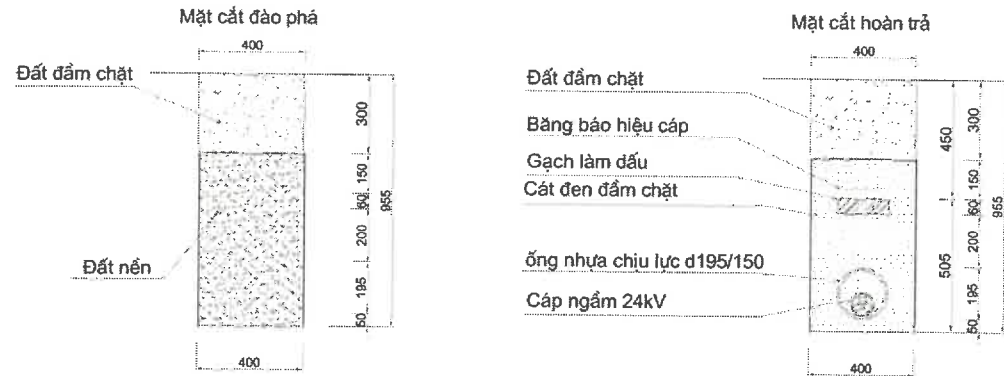 Mặt cắt đào phá
400
Đất đầm chặt
300
150
60
200
195
50
955
Đất nền
400
Mặt cắt hoàn trả
400
Đất đầm chặt
Băng báo hiệu cáp
Gạch làm dấu
Cát đen đầm chặt
ống nhựa chịu lực d195/150
Cáp ngầm 24kV
450
505
300
150
60
200
195
50
955
400